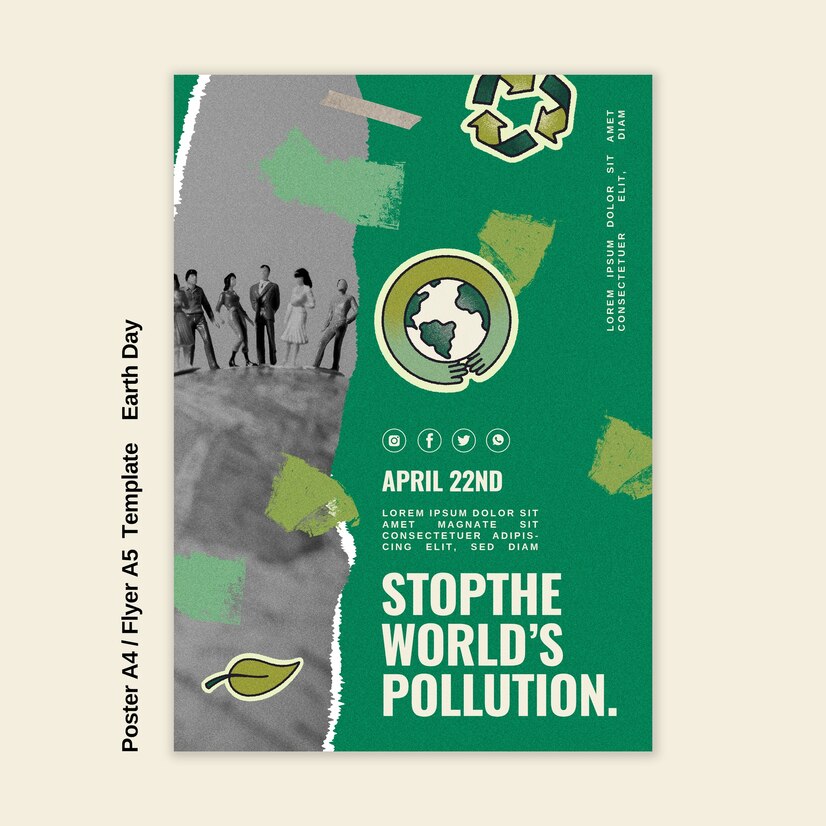 Poster A4 / Flyer A5 Template Earth Day
LOREM IPSUM DOLOR SIT AMET
CONSECTETUER ELIT, DIAM
APRIL 22ND
LOREM IPSUM DOLOR SIT
AMET MAGNATE SIT
CONSECTETUER ADIPIS-
CING ELIT, SED DIAM
STOPTHE
WORLD’S
POLLUTION.